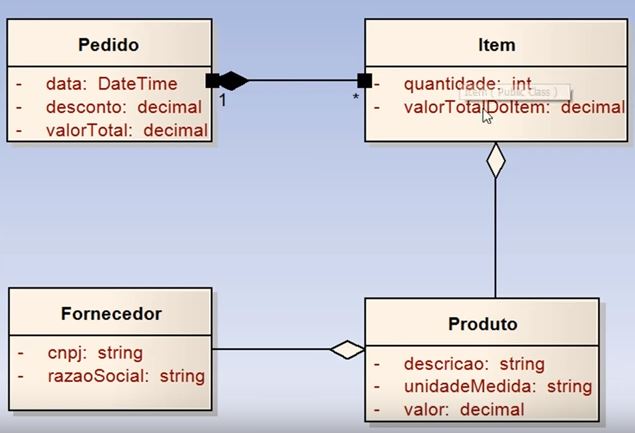 Pedido
- data: DateTime
- desconto: decimal
- valorTotal: decimal
1
*
Item
- quantidade: int
Item ( Public Class )
- valorTotalDoItem: decimal
Fornecedor
- cnpj: string
- razaoSocial: string
Produto
- descricao: string
- unidadeMedida: string
- valor: decimal